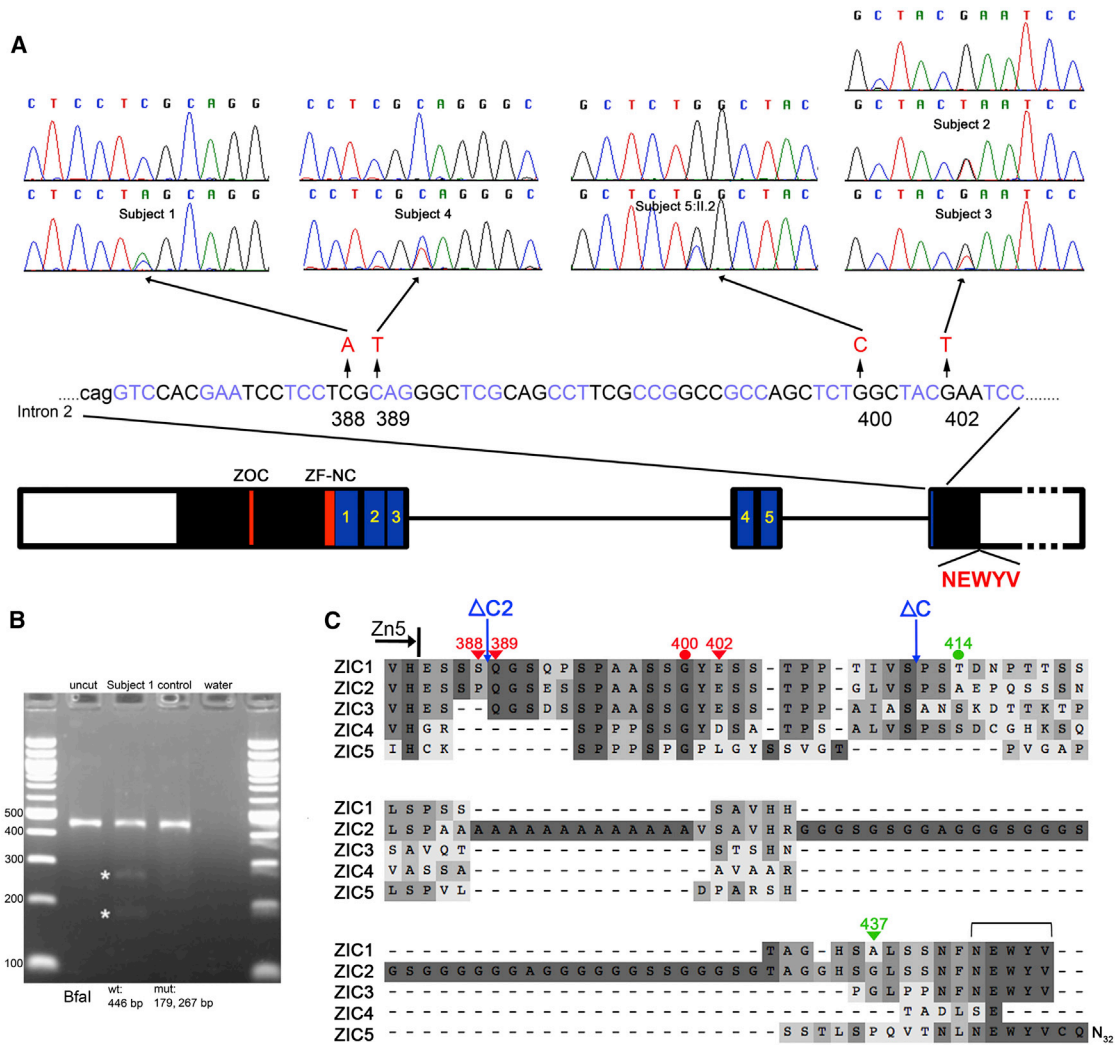 A
G C T A C G A A T C C
C T C C T C G C A G G
C C T C G C A G G G C
G C T C T G G C T A C
G C T A C T A A T C C
Subject 2
C T C C T A G C A G G
Subject 1
C C T C G C A G G G C
Subject 4
G C T C T G G C T A C
Subject 5:II.2
G C T A C G A A T C C
Subject 3
A T C T
.....cagGTCCACGAATCCTCCTCGCAGGGCTCGCAGCCTTCGCCGGCCGCCAGCTCTGGCTACGAATCC........
Intron 2
388 389 400 402
ZOC ZF-NC
1 2 3 4 5
NEWYV
B
uncut Subject 1 control water
500
400
300
*
200
*
100
BfaI
wt:
446 bp
mut:
179, 267 bp
C
Zn5
△C2
△C
388 389 400 402 414
ZIC1 V H E S S S Q G S Q P S P A A S S G Y E S S - T P P - T I V S P S T D N P T T S S
ZIC2 V H E S S P Q G S E S S P A A S S G Y E S S - T P P - G L V S P S A E P Q S S S N
ZIC3 V H E S - - Q G S D S S P A A S S G Y E S S - T P P - A I A S A N S K D T T K T P
ZIC4 V H G R - - - - - - - S P P P S S G Y D S A - T P S - A L V S P S S D C G H K S Q
ZIC5 I H C K - - - - - - - S P P P S P G P L G Y S S V G T - - - - - - - - - P V G A P
ZIC1 L S P S S - - - - - - - - - - - - - - S A V H H - - - - - - - - - - - - - - - - -
ZIC2 L S P A A A A A A A A A A A A A A A A A V S A V H R G G G S G S G G A G G G S G G G S
ZIC3 S A V Q T - - - - - - - - - - - - - - S T S H N - - - - - - - - - - - - - - - - -
ZIC4 V A S S A - - - - - - - - - - - - - - A V A A R - - - - - - - - - - - - - - - - -
ZIC5 L S P V L - - - - - - - - - - - - - D P A R S H - - - - - - - - - - - - - - - - -
437
ZIC1 - - - - - - - - - - - - - - - - - - - - - - T A G - H S A L S S N F N E W Y V - -
ZIC2 G S G G G G G G A G G G G G G S S G G G G S G T A G G H S G L S S N F N E W Y V - -
ZIC3 - - - - - - - - - - - - - - - - - - - - - - - - - - - P G L P P N F N E W Y V - -
ZIC4 - - - - - - - - - - - - - - - - - - - - - - - - - - - - - - T A D L S E - - - - -
ZIC5 - - - - - - - - - - - - - - - - - - - - - - - S S T L S P Q V T N L N E W Y V C Q N32